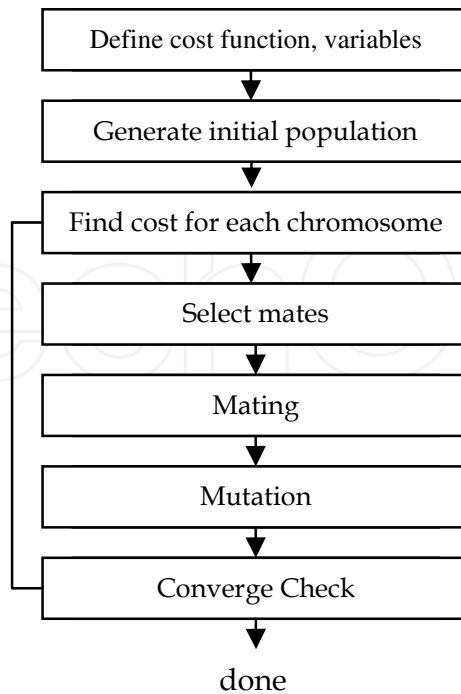 Define cost function, variables
Generate initial population
Find cost for each chromosome
Select mates
Mating
Mutation
Converge Check
done